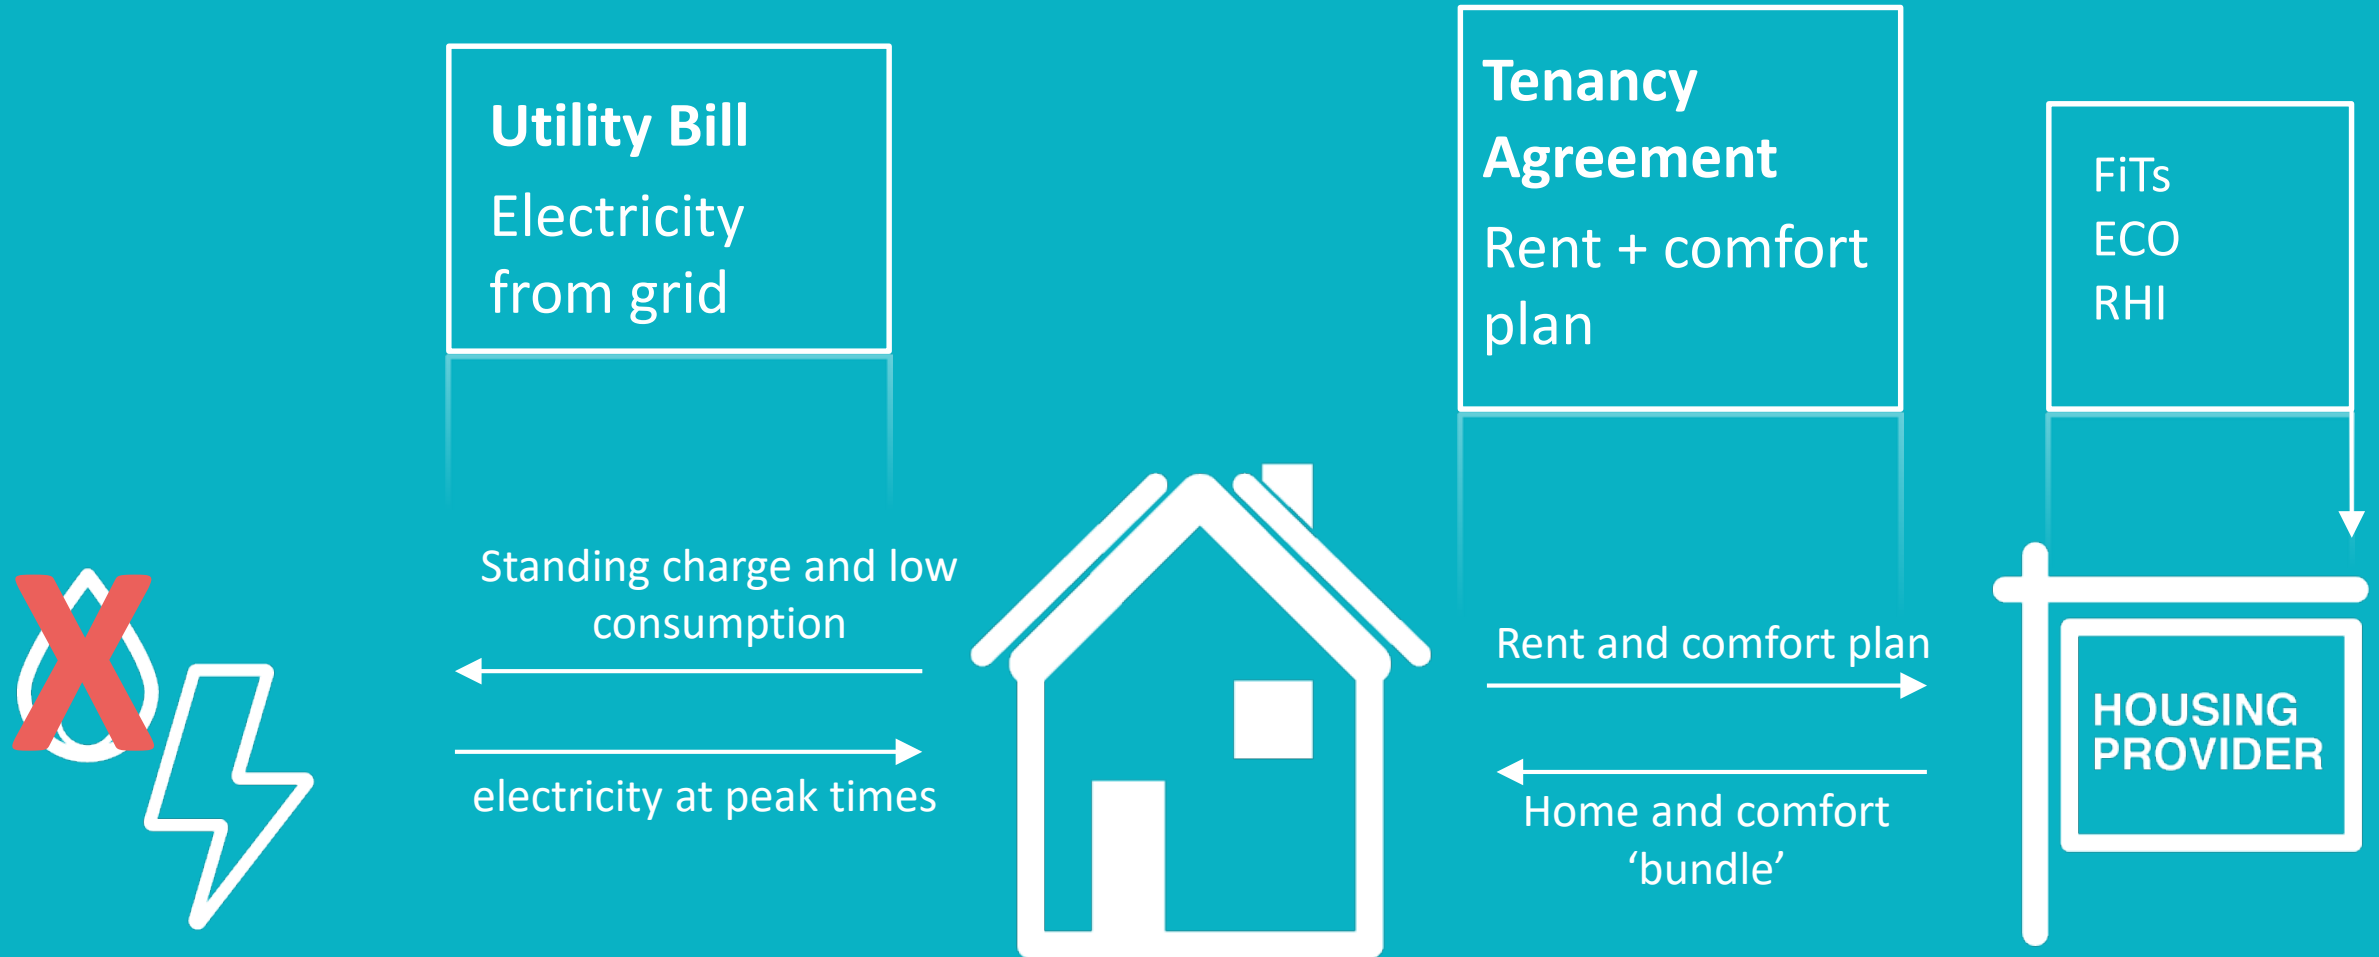 Utility Bill
Electricity
from grid
Tenancy
Agreement
Rent + comfort
plan
FiTs
ECO
RHI
Standing charge and low
consumption
electricity at peak times
Rent and comfort plan
Home and comfort
‘bundle’
HOUSING
PROVIDER
X